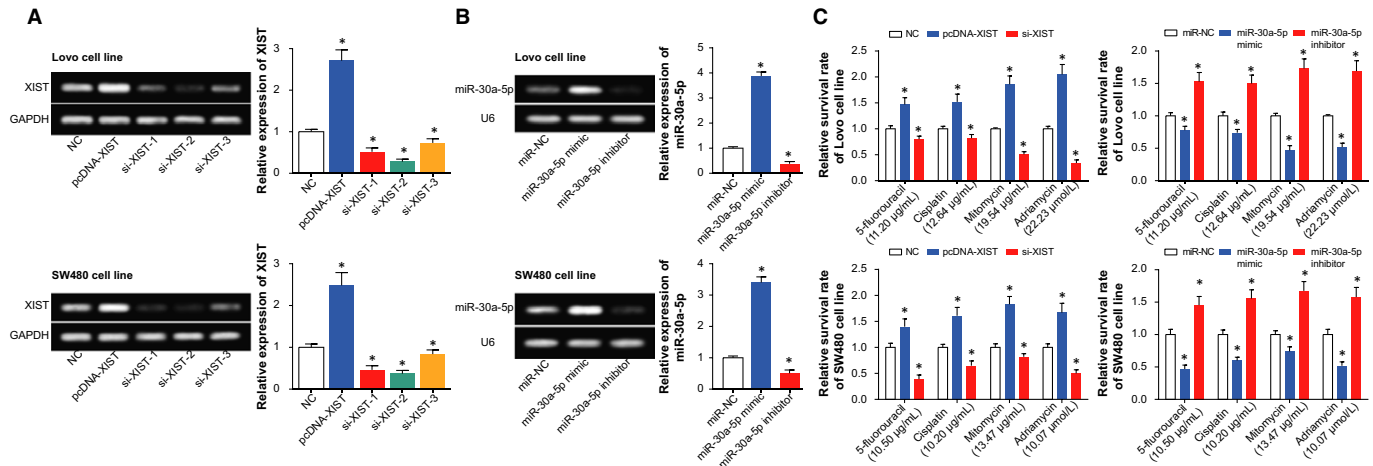 A
Lovo cell line
XIST
GAPDH
NC
pcDNA-XIST
si-XIST-1
si-XIST-2
si-XIST-3
Relative expression of XIST
4
3
2
1
0
*
*
*
*
NC
pcDNA-XIST
si-XIST-1
si-XIST-2
si-XIST-3
SW480 cell line
XIST
GAPDH
NC
pcDNA-XIST
si-XIST-1
si-XIST-2
si-XIST-3
Relative expression of XIST
3
2
1
0
*
*
*
*
NC
pcDNA-XIST
si-XIST-1
si-XIST-2
si-XIST-3
B
Lovo cell line
miR-30a-5p
U6
miR-NC
miR-30a-5p mimic
miR-30a-5p inhibitor
Relative expression of
miR-30a-5p
5
4
3
2
1
0
*
*
miR-NC
miR-30a-5p mimic
miR-30a-5p inhibitor
SW480 cell line
miR-30a-5p
U6
miR-NC
miR-30a-5p mimic
miR-30a-5p inhibitor
Relative expression of
miR-30a-5p
4
3
2
1
0
*
*
miR-NC
miR-30a-5p mimic
miR-30a-5p inhibitor
C
NC pcDNA-XIST si-XIST
Relative survival rate
of Lovo cell line
2.5
2.0
1.5
1.0
0.5
0.0
* * * * * * * *
5-fluorouracil
(11.20 µg/mL)
Cisplatin
(12.64 µg/mL)
Mitomycin
(19.54 µg/mL)
Adriamycin
(22.23 µmol/L)
miR-NC miR-30a-5p mimic miR-30a-5p inhibitor
Relative survival rate
of Lovo cell line
2.0
1.5
1.0
0.5
0.0
* * * * * * * *
5-fluorouracil
(11.20 µg/mL)
Cisplatin
(12.64 µg/mL)
Mitomycin
(19.54 µg/mL)
Adriamycin
(22.23 µmol/L)
NC pcDNA-XIST si-XIST
Relative survival rate
of SW480 cell line
2.5
2.0
1.5
1.0
0.5
0.0
* * * * * * * *
5-fluorouracil
(10.50 µg/mL)
Cisplatin
(10.20 µg/mL)
Mitomycin
(13.47 µg/mL)
Adriamycin
(10.07 µmol/L)
miR-NC miR-30a-5p mimic miR-30a-5p inhibitor
Relative survival rate
of SW480 cell line
2.0
1.5
1.0
0.5
0.0
* * * * * * * *
5-fluorouracil
(10.50 µg/mL)
Cisplatin
(10.20 µg/mL)
Mitomycin
(13.47 µg/mL)
Adriamycin
(10.07 µmol/L)